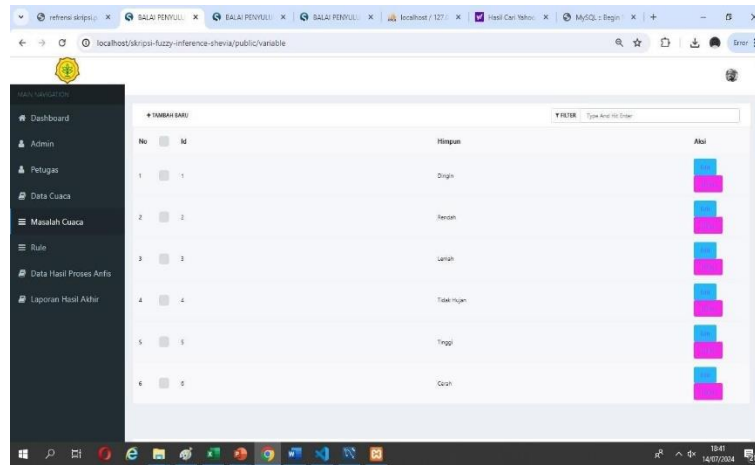 refrensi skripsi.p
BALAI PENYULU
BALAI PENYULU
BALAI PENYULU
localhost / 127.0
Hasil Cari Yahoo
MySQL :: Begin
localhost/skripsi-fuzzy-inference-shevia/public/variable
Error
MAIN NAVIGATION
Dashboard
Admin
Petugas
Data Cuaca
Masalah Cuaca
Rule
Data Hasil Proses Anfis
Laporan Hasil Akhir
+ TAMBAH BARU
FILTER Type And Hit Enter
No Id Himpun Aksi
1 1 Dingin
2 2 Rendah
3 3 Lemah
4 4 Tidak Hujan
5 5 Tinggi
6 6 Cerah
18:41
14/07/2024